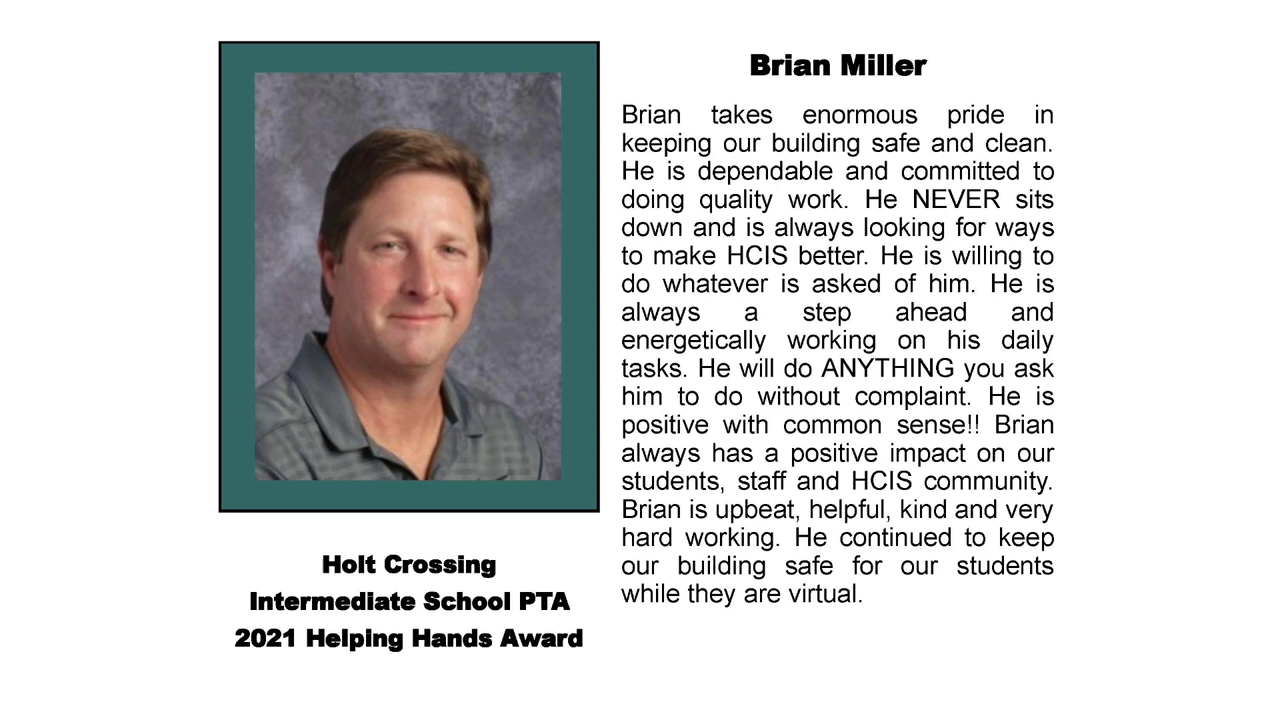 Brian Miller
Brian takes enormous pride in
keeping our building safe and clean.
He is dependable and committed to
doing quality work. He NEVER sits
down and is always looking for ways
to make HCIS better. He is willing to
do whatever is asked of him. He is
always a step ahead and
energetically working on his daily
tasks. He will do ANYTHING you ask
him to do without complaint. He is
positive with common sense!! Brian
always has a positive impact on our
students, staff and HCIS community.
Brian is upbeat, helpful, kind and very
hard working. He continued to keep
our building safe for our students
while they are virtual.
Holt Crossing
Intermediate School PTA
2021 Helping Hands Award